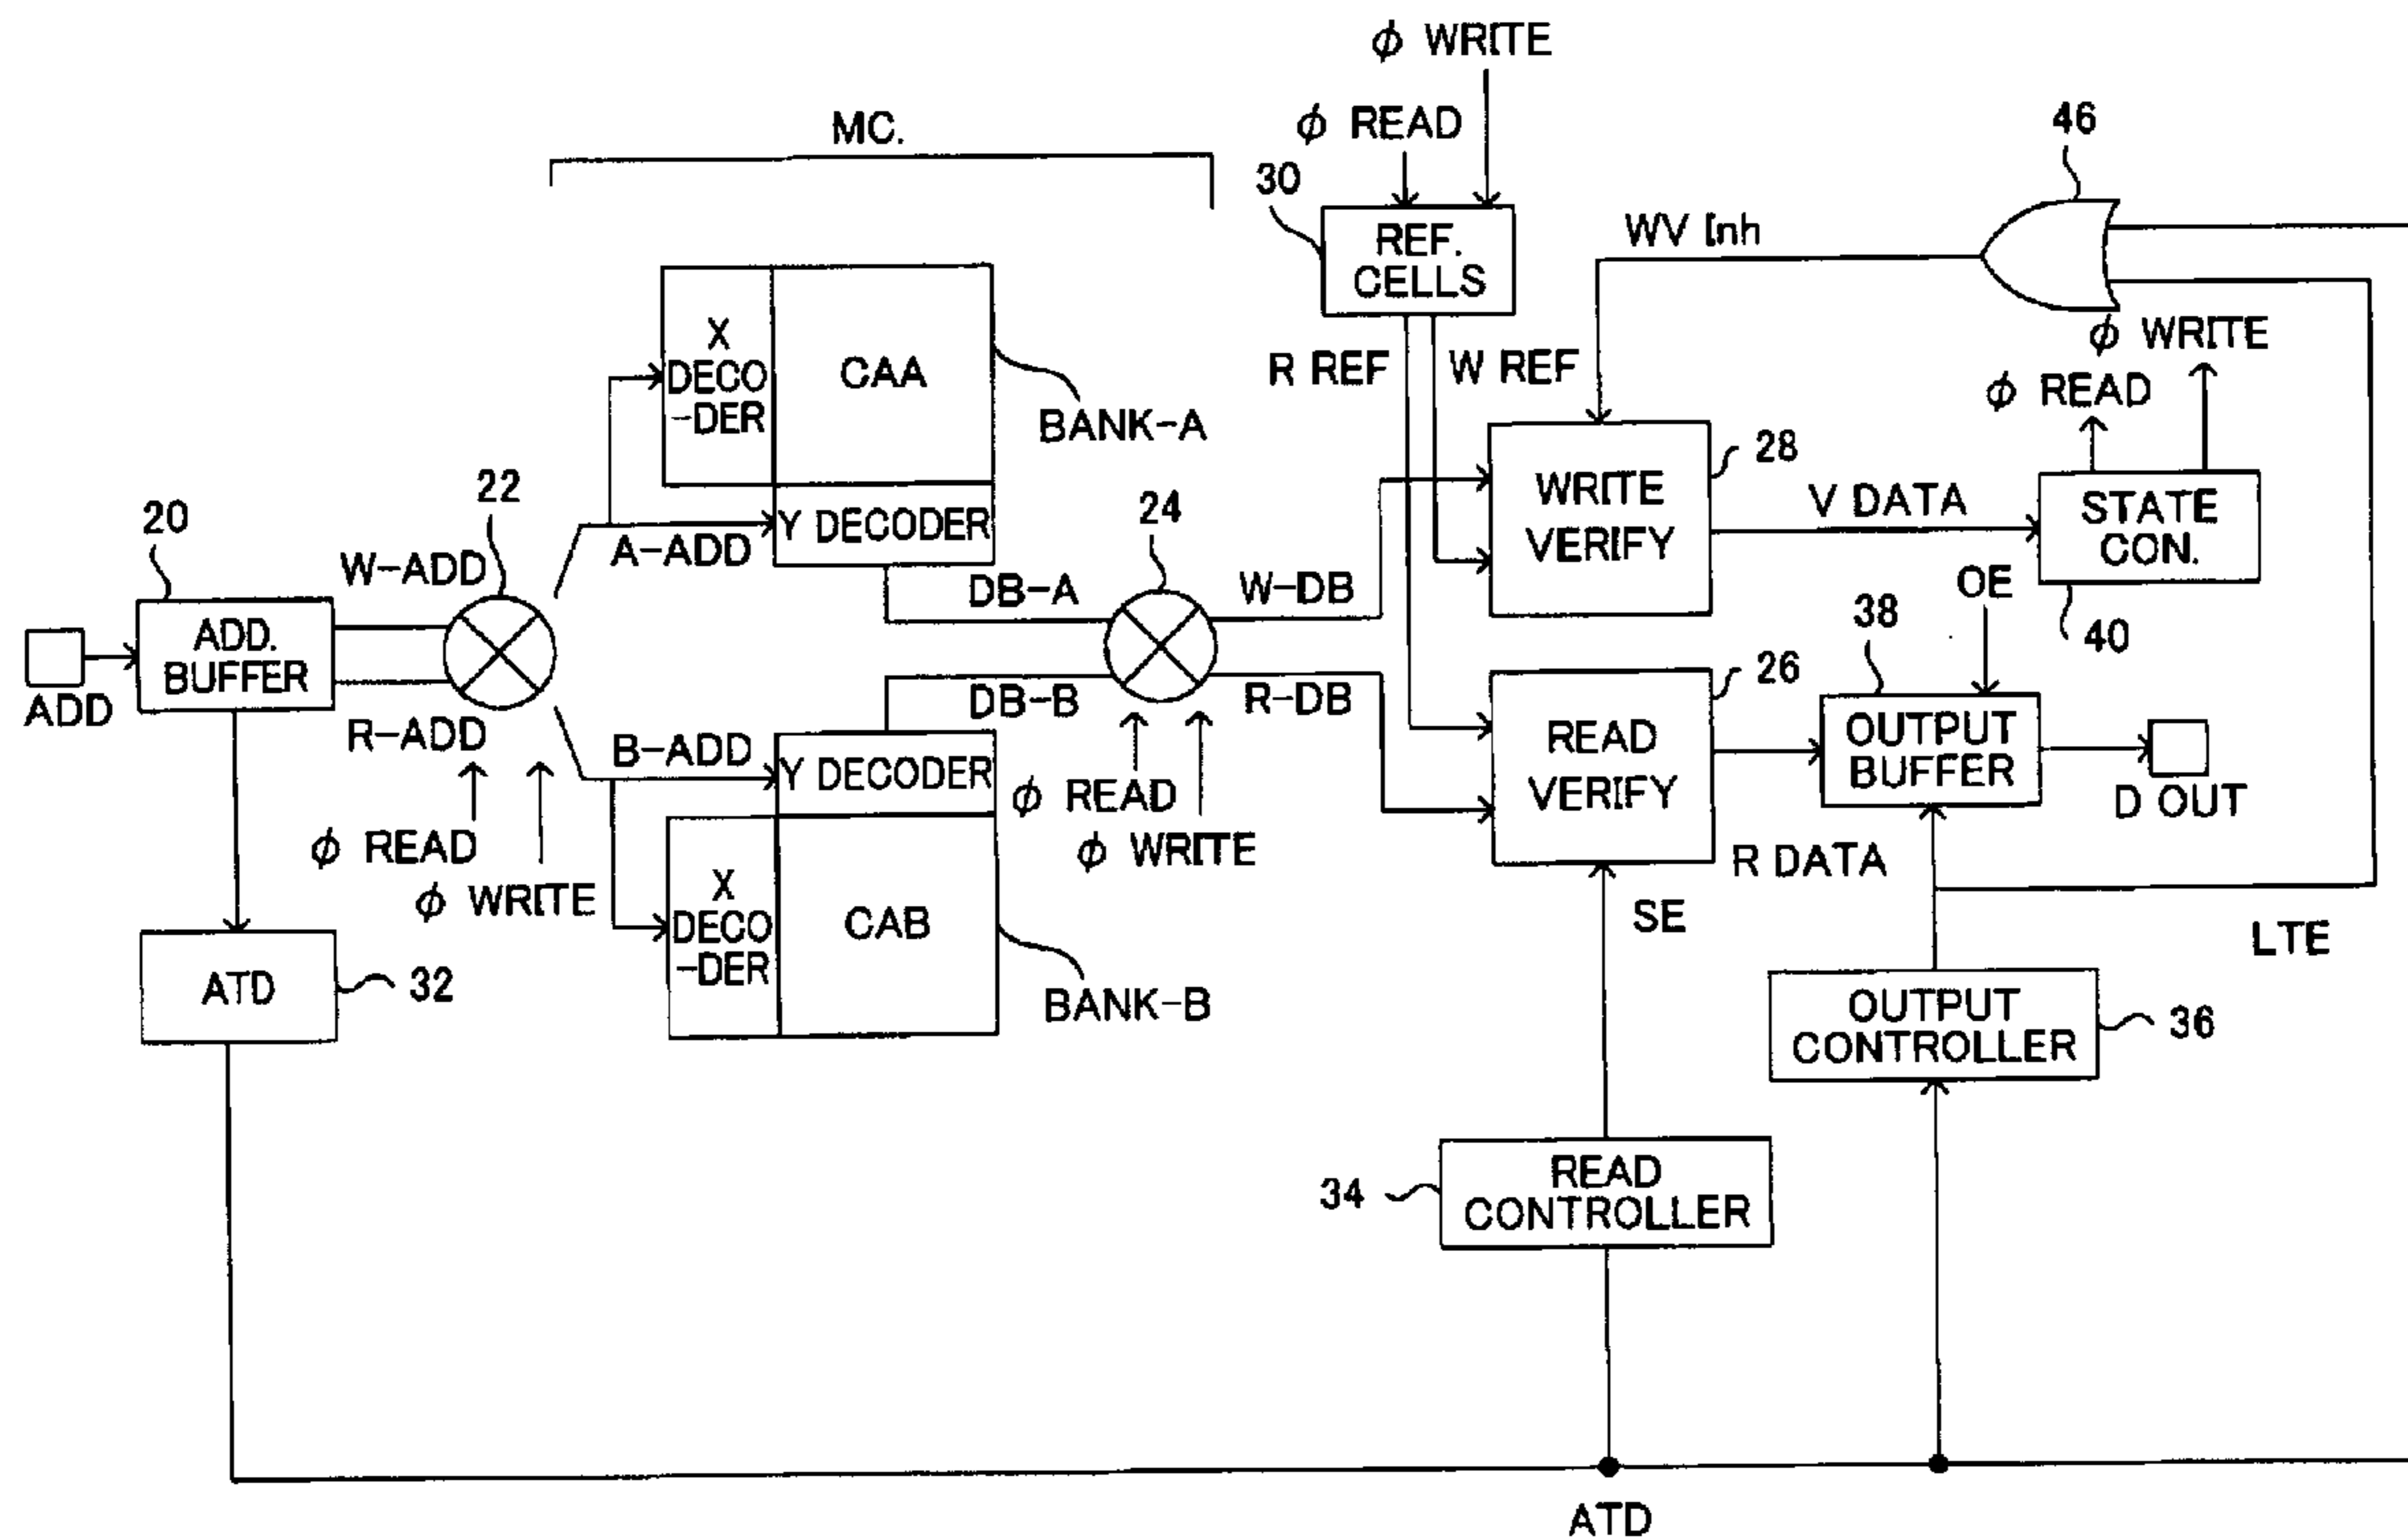 ϕ WRITE
MC.
ϕ READ
46
30
REF.
CELLS
WV Inh
X
DECO
-DER
CAA
R REF
W REF
ϕ WRITE
ϕ READ
BANK-A
28
22
24
20
Y DECODER
WRITE
VERIFY
V DATA
STATE
CON.
W-ADD
A-ADD
DB-A
W-DB
OE
38
40
ADD.
BUFFER
26
ADD
R-ADD
DB-B
R-DB
B-ADD
Y DECODER
READ
VERIFY
OUTPUT
BUFFER
D OUT
ϕ READ
ϕ WRITE
ϕ READ
ϕ WRITE
R DATA
X
DECO
-DER
CAB
SE
LTE
ATD
32
BANK-B
OUTPUT
CONTROLLER
36
34
READ
CONTROLLER
ATD